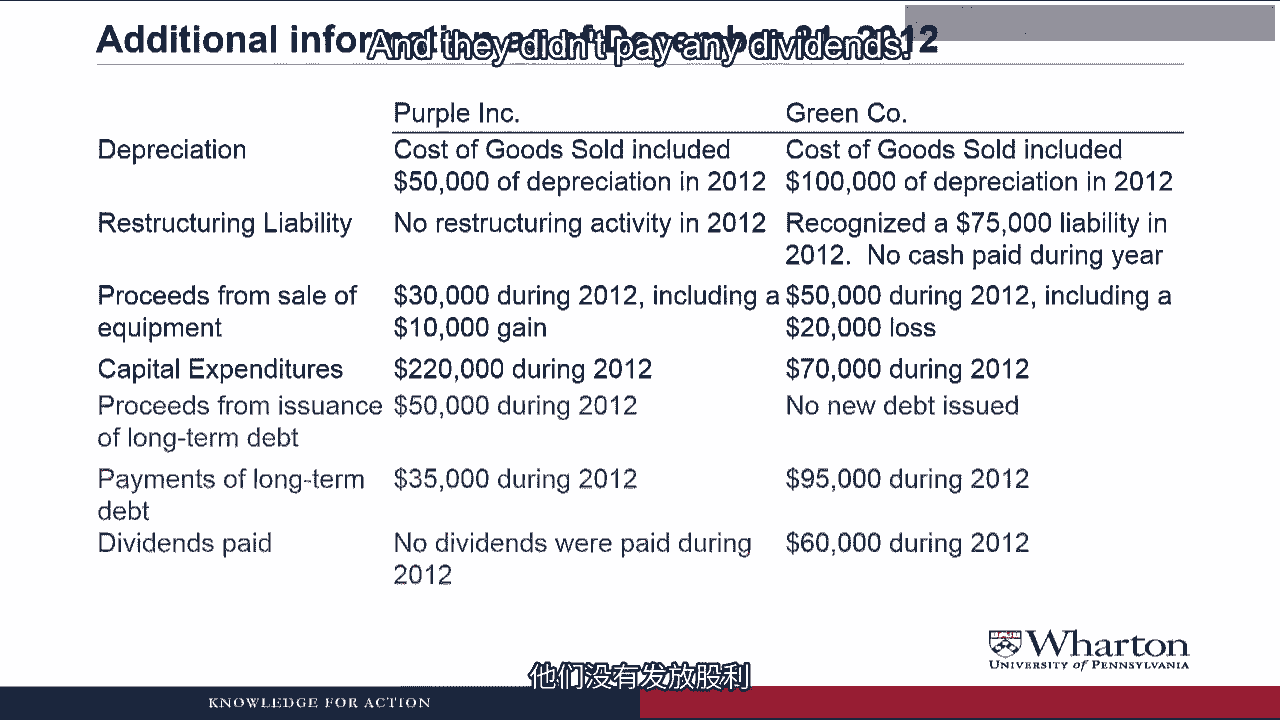 Additional information as of December 31, 2012
And they didn't pay any dividends.
Purple Inc. Green Co.
Depreciation Cost of Goods Sold included Cost of Goods Sold included
$50,000 of depreciation in 2012 $100,000 of depreciation in 2012
Restructuring Liability No restructuring activity in 2012 Recognized a $75,000 liability in
2012. No cash paid during year
Proceeds from sale of $30,000 during 2012, including a $50,000 during 2012, including a
equipment $10,000 gain $20,000 loss
Capital Expenditures $220,000 during 2012 $70,000 during 2012
Proceeds from issuance $50,000 during 2012 No new debt issued
of long-term debt
Payments of long-term $35,000 during 2012 $95,000 during 2012
debt
Dividends paid No dividends were paid during $60,000 during 2012
2012
Wharton
UNIVERSITY of PENNSYLVANIA
他们没有发放股利
KNOWLEDGE FOR ACTION